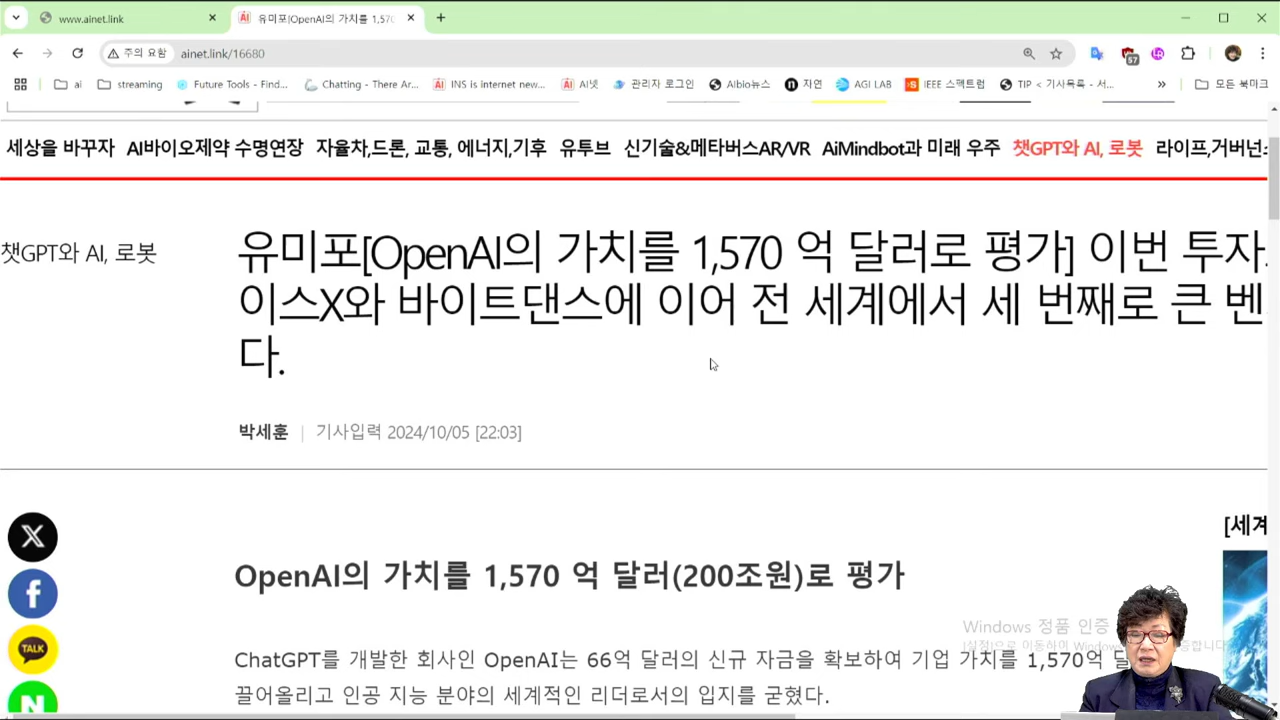 www.ainet.link
유미포[OpenAI의 가치를 1,570
주의 요함
ainet.link/16680
57
ai
streaming
Future Tools - Find...
Chatting - There Ar...
INS is internet new...
AI넷
관리자 로그인
Aibio뉴스
자연
AGI LAB
IEEE 스펙트럼
TIP < 기사목록 - 서...
»
모든 북마크
세상을 바꾸자 AI바이오제약 수명연장 자율차,드론, 교통, 에너지,기후 유투브 신기술&메타버스AR/VR AiMindbot과 미래 우주 챗GPT와 AI, 로봇 라이프,거버넌스
챗GPT와 AI, 로봇
유미포[OpenAI의 가치를 1,570 억 달러로 평가] 이번 투자
이스X와 바이트댄스에 이어 전 세계에서 세 번째로 큰 벤
다.
박세훈 | 기사입력 2024/10/05 [22:03]
[세계
OpenAI의 가치를 1,570 억 달러(200조원)로 평가
Windows 정품 인증
[설정]으로 이동하여 Windows
증합니다
ChatGPT를 개발한 회사인 OpenAI는 66억 달러의 신규 자금을 확보하여 기업 가치를 1,570억 달
끌어올리고 인공 지능 분야의 세계적인 리더로서의 입지를 굳혔다.
TALK
N